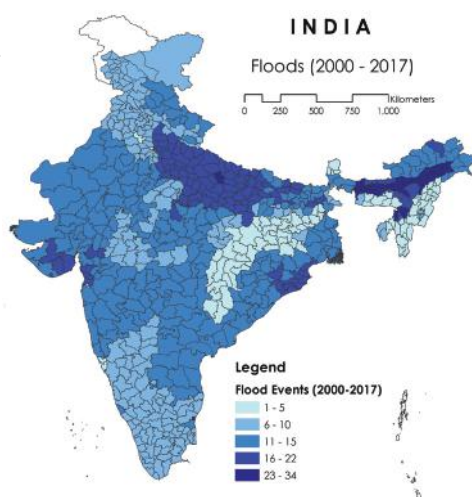 INDIA
Floods (2000 - 2017)
Kilometers
0 250 500 750 1,000
Legend
Flood Events (2000-2017)
1 - 5
6 - 10
11 - 15
16 - 22
23 - 34